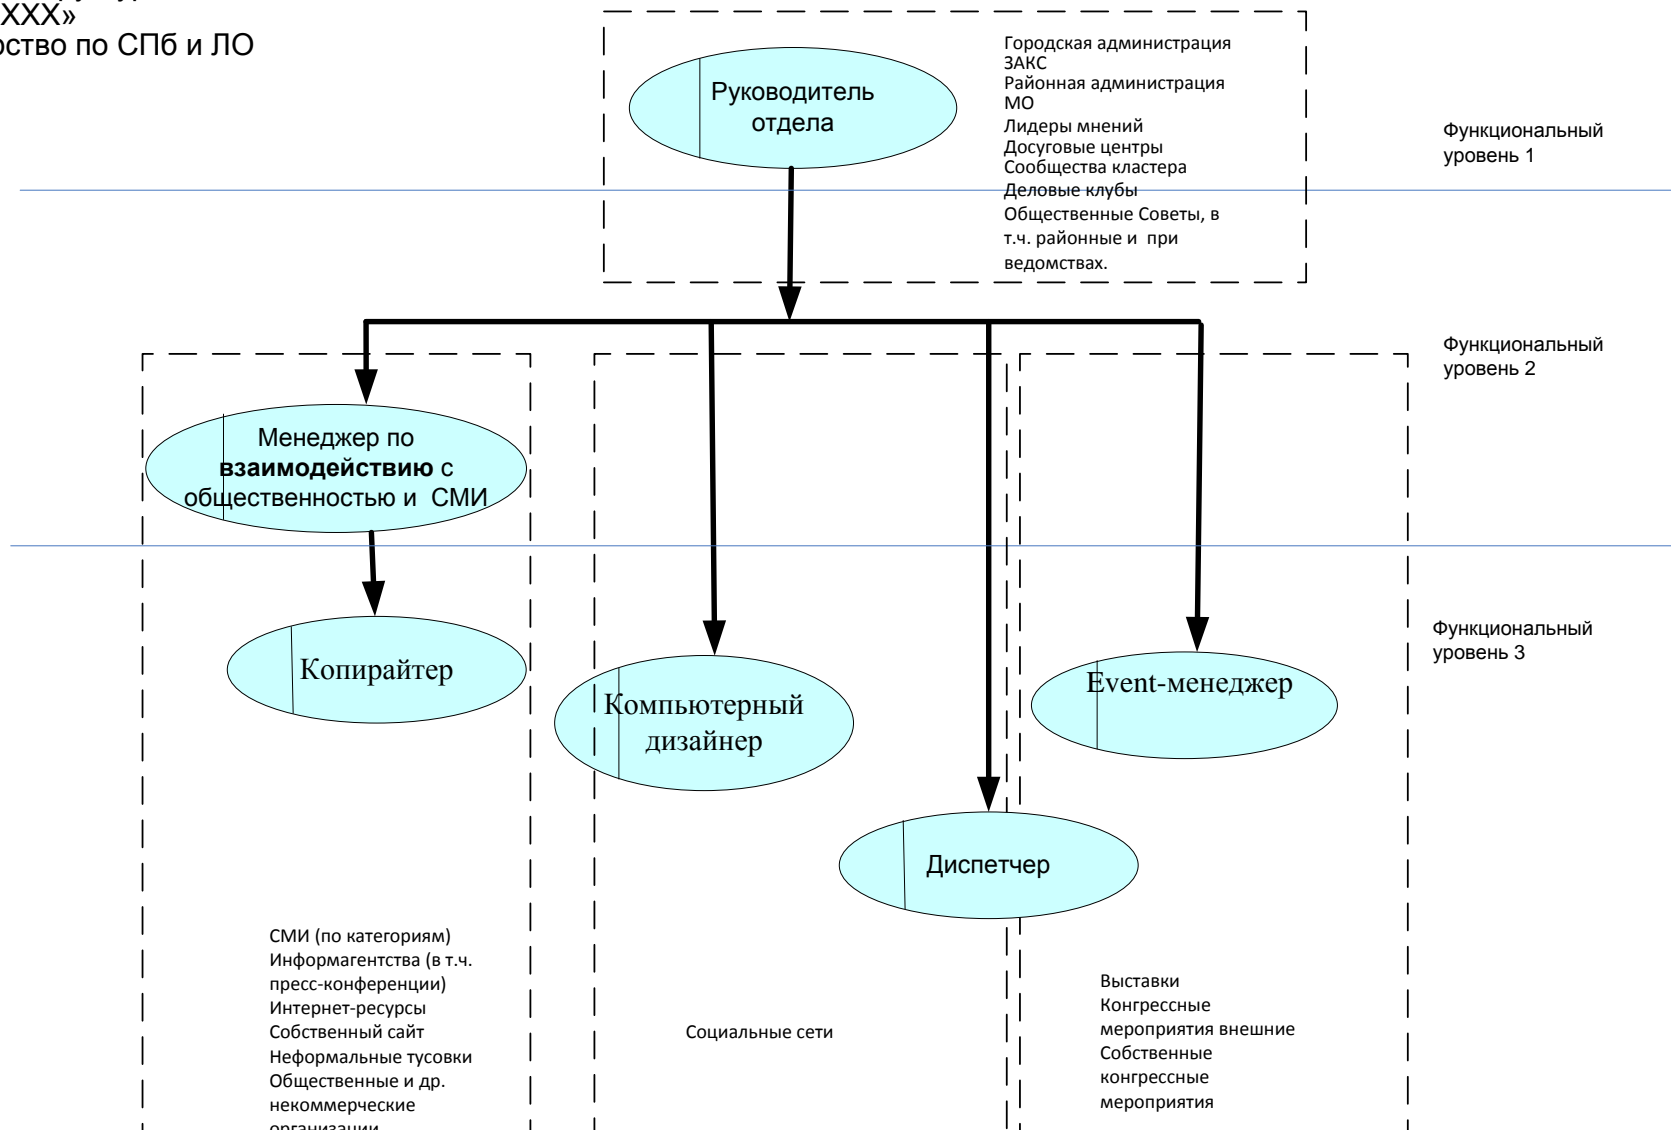 ХХХ»
рство по СПб и ЛО
Руководитель
отдела
Городская администрация
ЗАКС
Районная администрация
МО
Лидеры мнений
Досуговые центры
Сообщества кластера
Деловые клубы
Общественные Советы, в
т.ч. районные и при
ведомствах.
Функциональный
уровень 1
Функциональный
уровень 2
Менеджер по
взаимодействию с
общественностью и СМИ
Функциональный
уровень 3
Копирайтер
Компьютерный
дизайнер
Event-менеджер
Диспетчер
СМИ (по категориям)
Информагентства (в т.ч.
пресс-конференции)
Интернет-ресурсы
Собственный сайт
Неформальные тусовки
Общественные и др.
некоммерческие
организации
Социальные сети
Выставки
Конгрессные
мероприятия внешние
Собственные
конгрессные
мероприятия